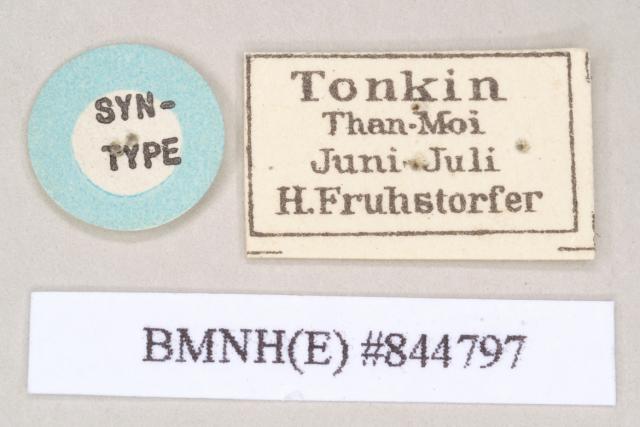 SYN-
TYPE
Tonkin
Than-Moi
Juni-Juli
H.Fruhstorfer
BMNH(E) #844797